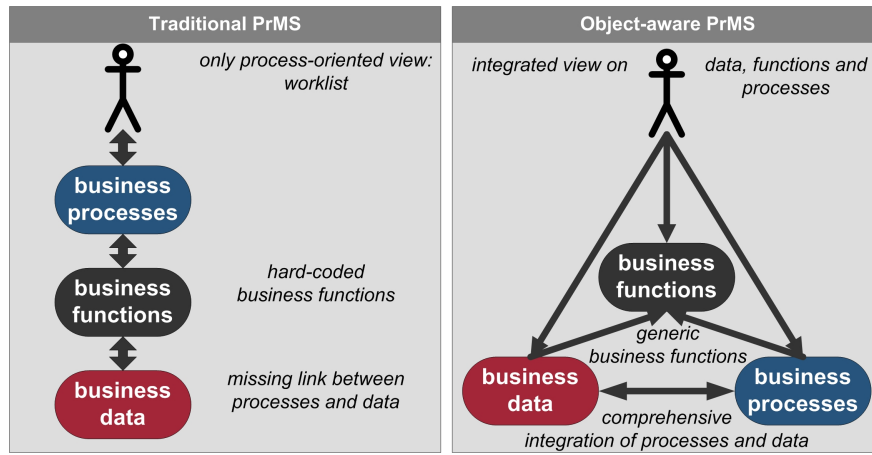 Traditional PrMS
only process-oriented view:
worklist
business
processes
hard-coded
business functions
business
functions
missing link between
processes and data
business
data
Object-aware PrMS
integrated view on
data, functions and
processes
business
functions
generic
business functions
business
data
business
processes
comprehensive
integration of processes and data